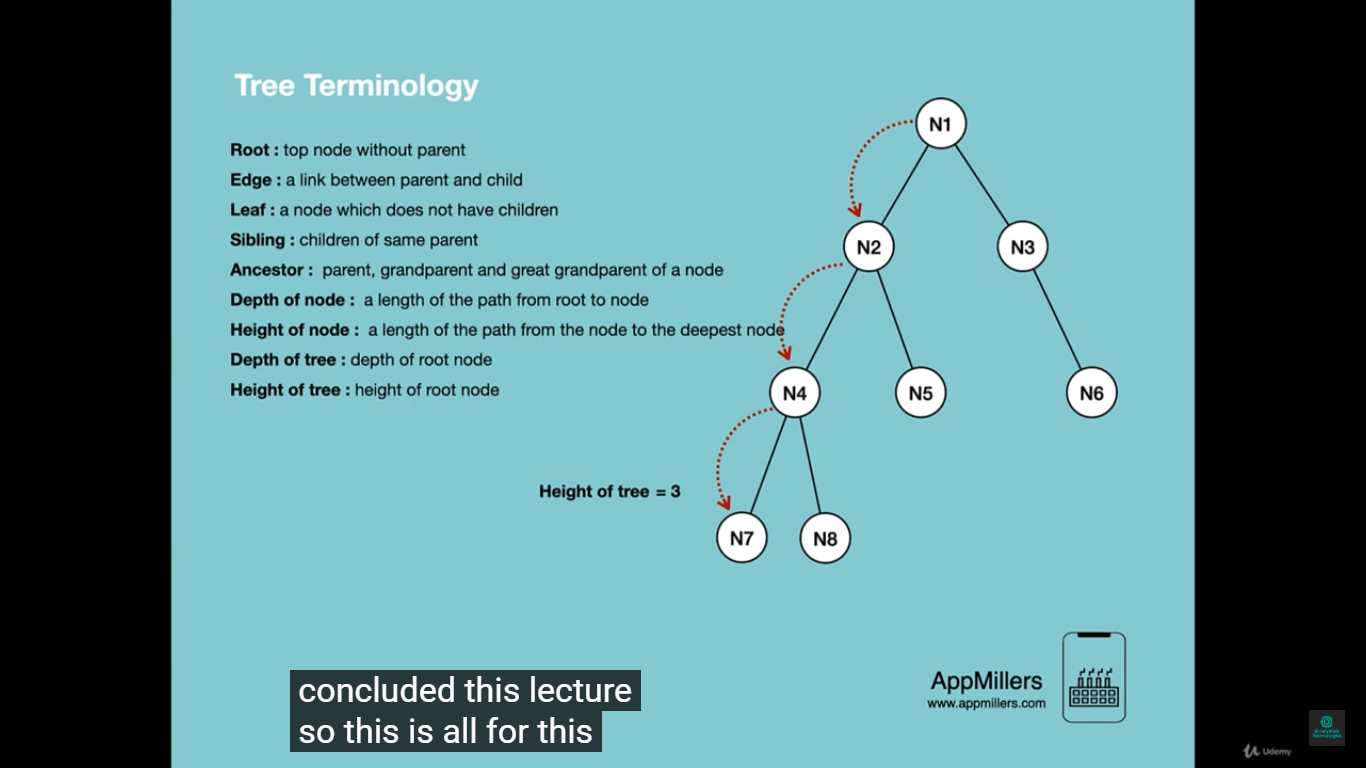 Tree Terminology
Root : top node without parent
Edge : a link between parent and child
Leaf : a node which does not have children
Sibling : children of same parent
Ancestor : parent, grandparent and great grandparent of a node
Depth of node : a length of the path from root to node
Height of node : a length of the path from the node to the deepest node
Depth of tree : depth of root node
Height of tree : height of root node
N1
N2
N3
N4
N5
N6
Height of tree = 3
N7
N8
AppMillers
www.appmillers.com
concluded this lecture
so this is all for this
Udemy